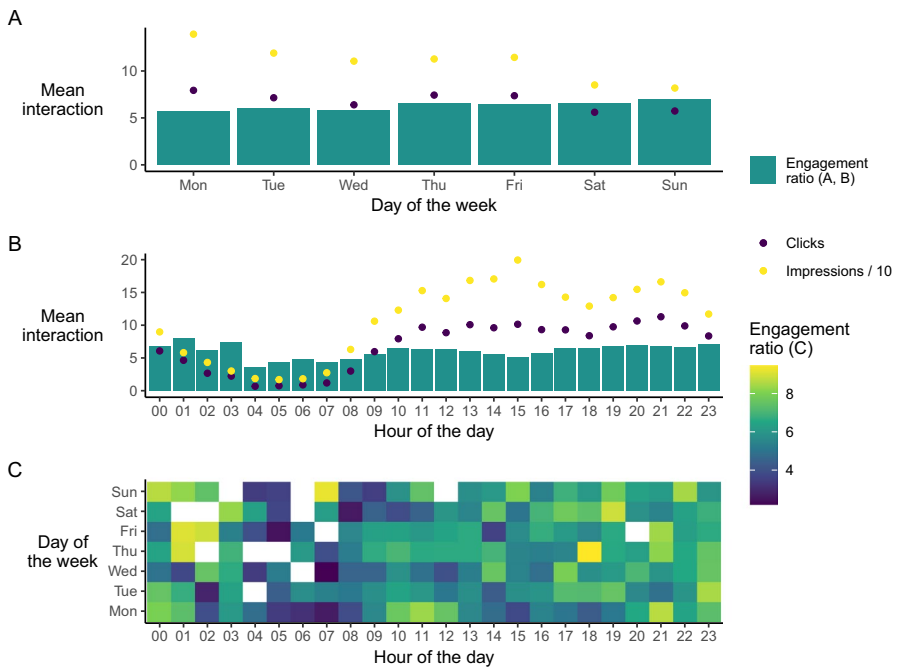 A
Mean
interaction
10
5
0
Mon Tue Wed Thu Fri Sat Sun
Day of the week
Engagement
ratio (A, B)
Clicks
Impressions / 10
B
Mean
interaction
20
15
10
5
0
00 01 02 03 04 05 06 07 08 09 10 11 12 13 14 15 16 17 18 19 20 21 22 23
Hour of the day
Engagement
ratio (C)
8
6
4
C
Day of
the week
Sun
Sat
Fri
Thu
Wed
Tue
Mon
00 01 02 03 04 05 06 07 08 09 10 11 12 13 14 15 16 17 18 19 20 21 22 23
Hour of the day